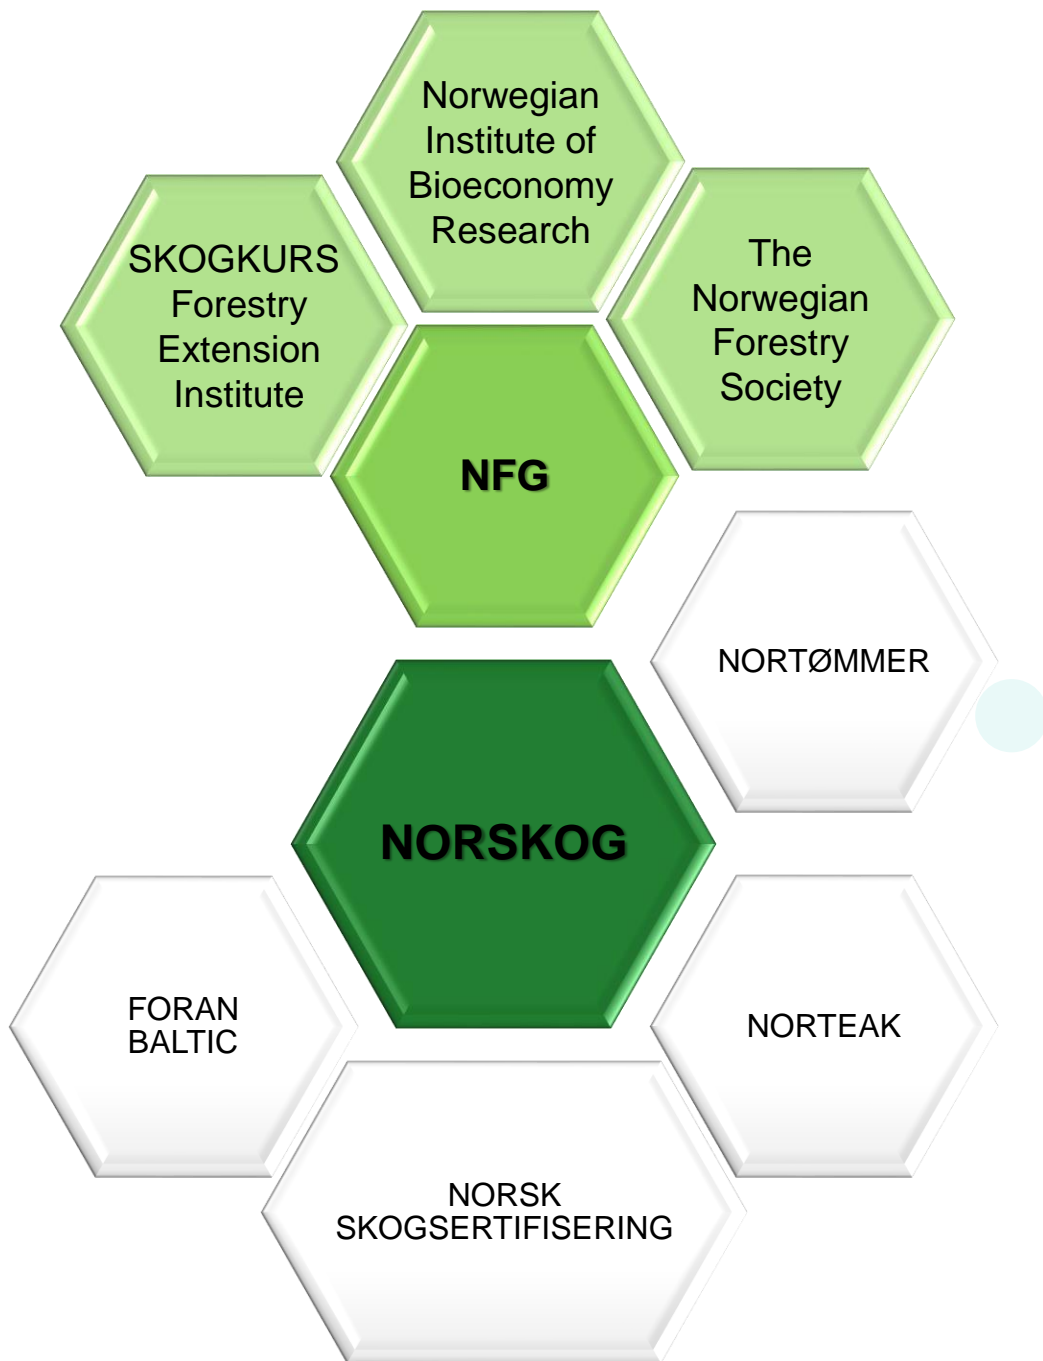 Norwegian
Institute of
Bioeconomy
Research
SKOGKURS
Forestry
Extension
Institute
The
Norwegian
Forestry
Society
NFG
NORTØMMER
NORSKOG
FORAN
BALTIC
NORTEAK
NORSK
SKOGSERTIFISERING